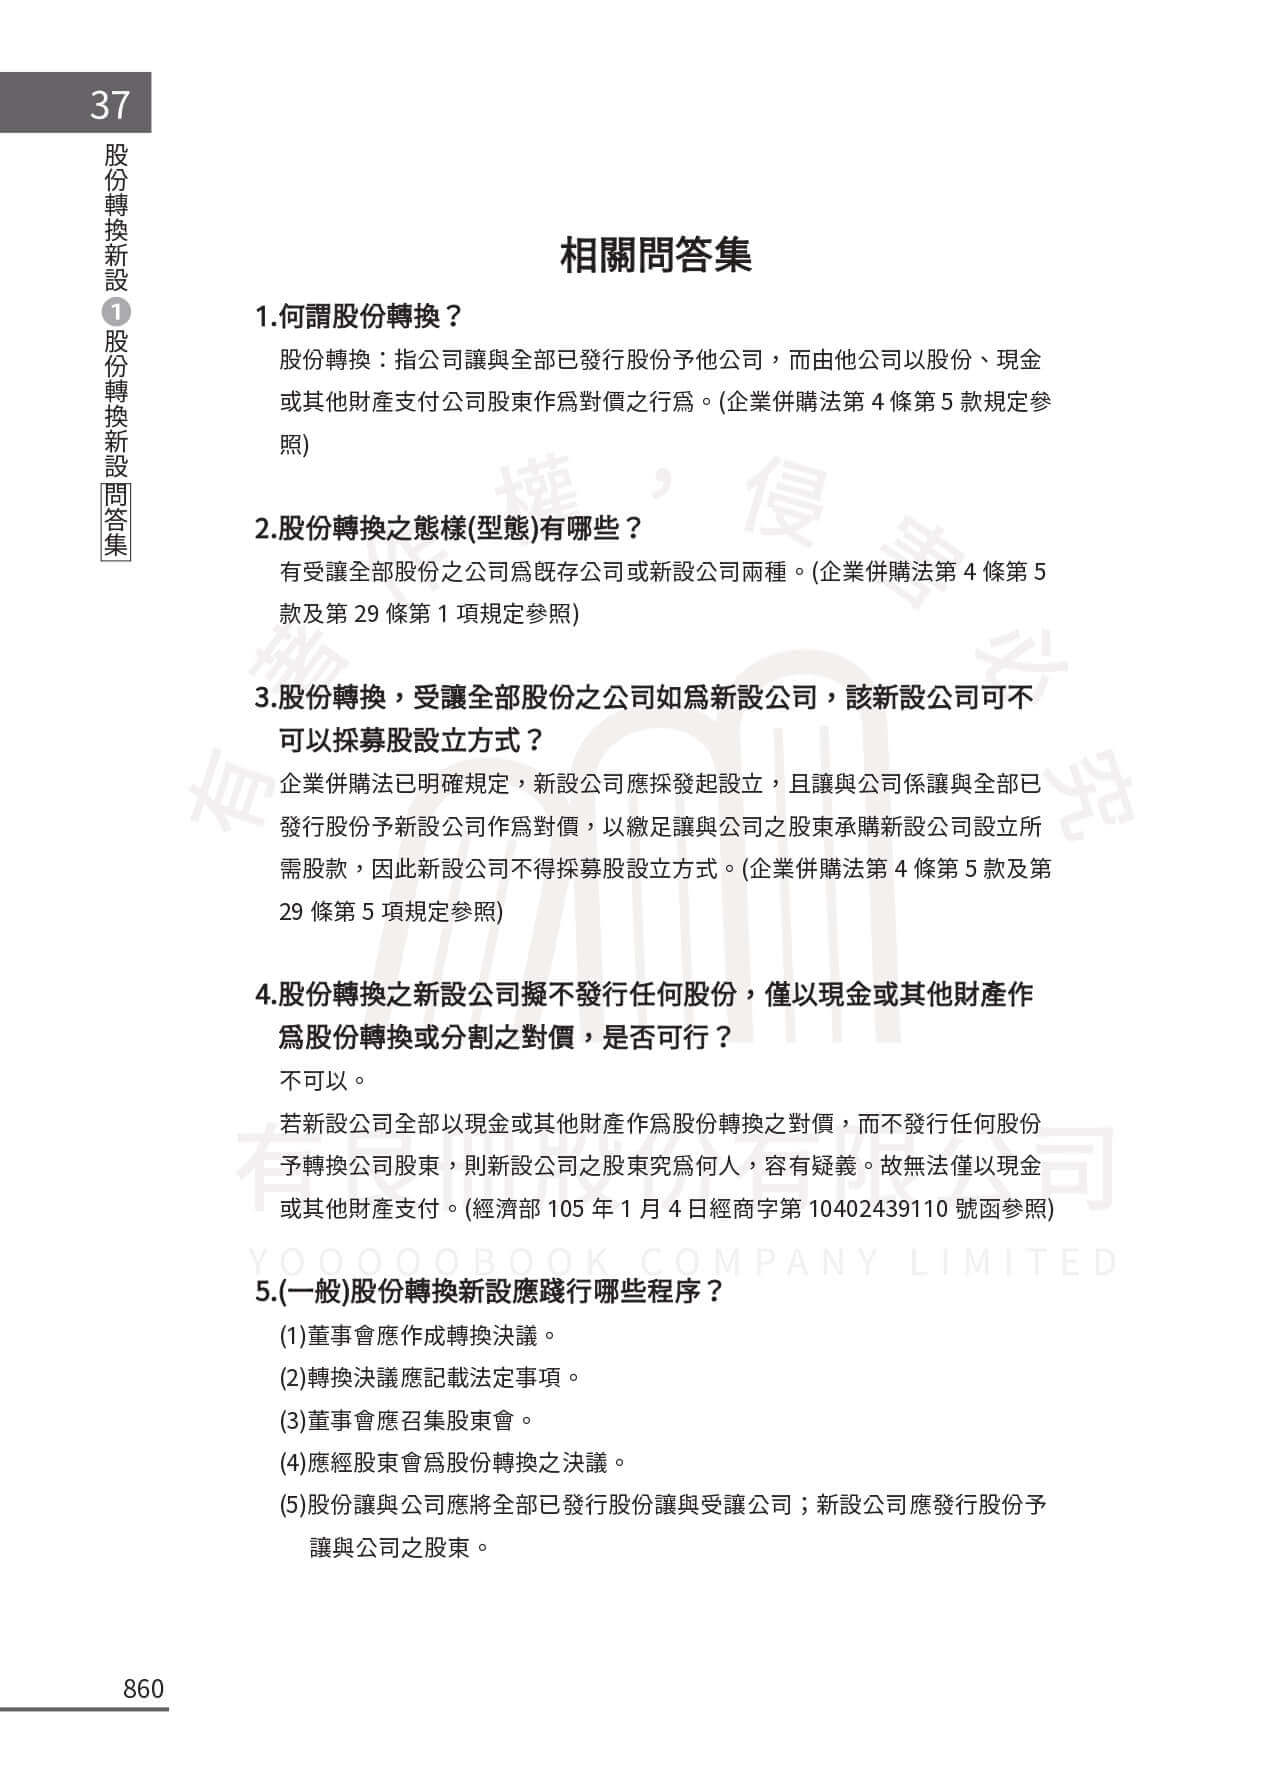 37
股份轉換新設 1 股份轉換新設 問答集
相關問答集
1.何謂股份轉換？
股份轉換：指公司讓與全部已發行股份予他公司，而由他公司以股份、現金
或其他財產支付公司股東作爲對價之行爲。(企業併購法第 4 條第 5 款規定參
照)
2.股份轉換之態樣(型態)有哪些？
有受讓全部股份之公司爲旣存公司或新設公司兩種。(企業併購法第 4 條第 5
款及第 29 條第 1 項規定參照)
3.股份轉換，受讓全部股份之公司如爲新設公司，該新設公司可不
可以採募股設立方式？
企業併購法已明確規定，新設公司應採發起設立，且讓與公司係讓與全部已
發行股份予新設公司作爲對價，以繳足讓與公司之股東承購新設公司設立所
需股款，因此新設公司不得採募股設立方式。(企業併購法第 4 條第 5 款及第
29 條第 5 項規定參照)
4.股份轉換之新設公司擬不發行任何股份，僅以現金或其他財產作
爲股份轉換或分割之對價，是否可行？
不可以。
若新設公司全部以現金或其他財產作爲股份轉換之對價，而不發行任何股份
予轉換公司股東，則新設公司之股東究爲何人，容有疑義。故無法僅以現金
或其他財產支付。(經濟部 105 年 1 月 4 日經商字第 10402439110 號函參照)
5.(一般)股份轉換新設應踐行哪些程序？
(1)董事會應作成轉換決議。
(2)轉換決議應記載法定事項。
(3)董事會應召集股東會。
(4)應經股東會爲股份轉換之決議。
(5)股份讓與公司應將全部已發行股份讓與受讓公司；新設公司應發行股份予
讓與公司之股東。
860
有著作權，侵害必究
有良冊股份有限公司
YOOOOOBOOK COMPANY LIMITED